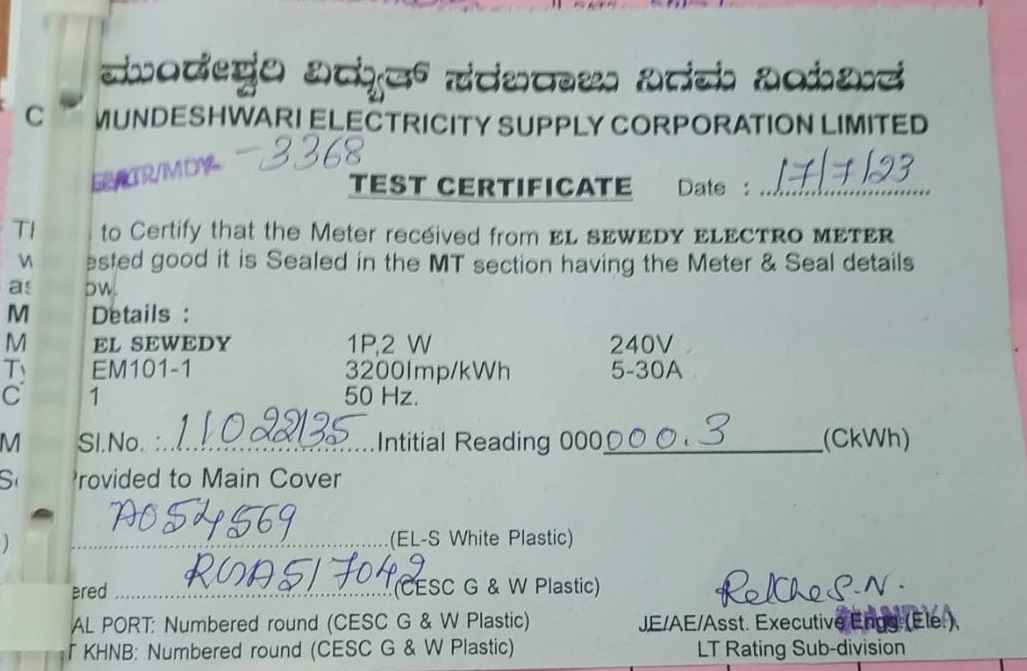 ಮುಂಡೇಶ್ವರಿ ವಿದ್ಯುತ್ ಸರಬರಾಜು ನಿಗಮ ನಿಯಮಿತ
C MUNDESHWARI ELECTRICITY SUPPLY CORPORATION LIMITED
-3368
TEST CERTIFICATE Date : 17/7/23
to Certify that the Meter received from EL SEWEDY ELECTRO METER
ested good it is Sealed in the MT section having the Meter & Seal details
as ow.
M Details :
M EL SEWEDY 1P,2 W 240V
Ty EM101-1 3200Imp/kWh 5-30A
C 1 50 Hz.
M Sl.No. : 11022135 Intitial Reading 000000.3 (CkWh)
rovided to Main Cover
) A054569 (EL-S White Plastic)
ered RGA517042 (CESC G & W Plastic)
AL PORT: Numbered round (CESC G & W Plastic) JE/AE/Asst. Executive Engg (Ele.),
T KHNB: Numbered round (CESC G & W Plastic) LT Rating Sub-division